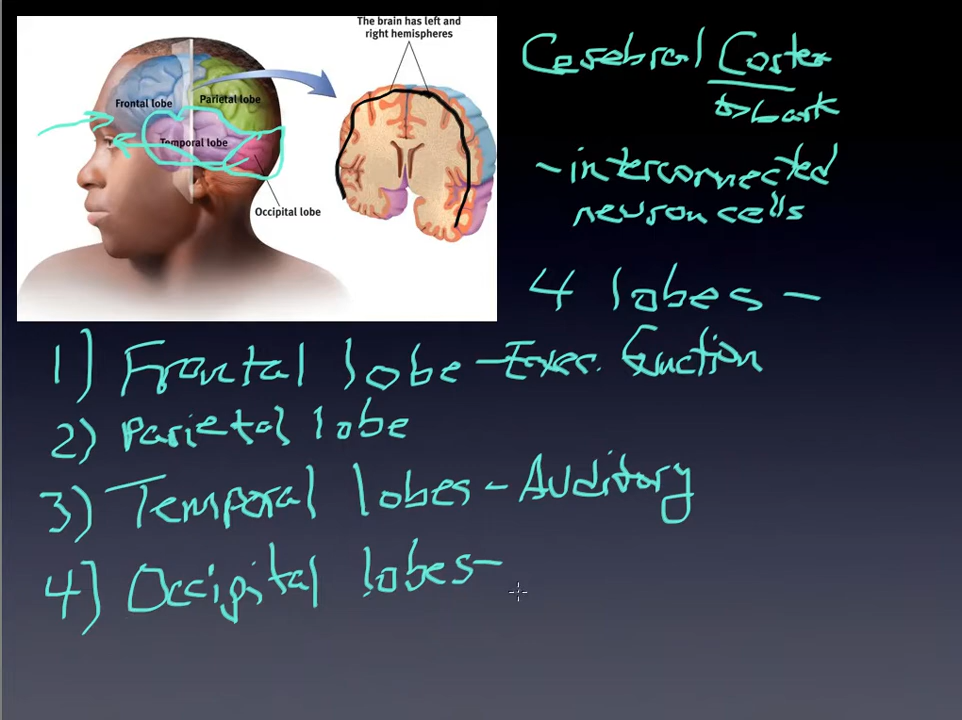 The brain has left and
right hemispheres
Frontal lobe
Parietal lobe
Temporal lobe
Occipital lobe
Cerebral Cortex
bark
- interconnected
neuron cells
4 lobes -
1) Frontal lobe - Exec. function
2) Parietal lobe
3) Temporal lobes - Auditory
4) Occipital lobes -